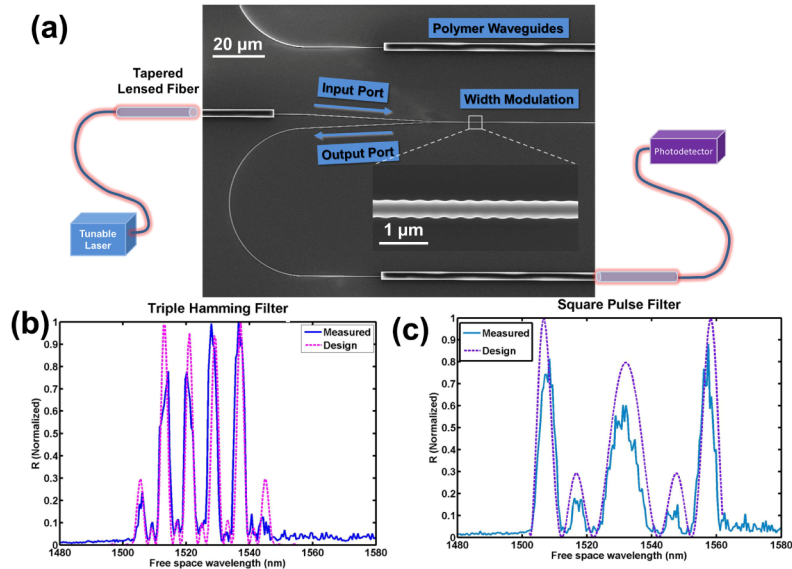 (a)
20 µm
Polymer Waveguides
Tapered
Lensed Fiber
Input Port
Width Modulation
Output Port
Photodetector
1 µm
Tunable
Laser
(b)
Triple Hamming Filter
Measured
Design
R (Normalized)
1
0.9
0.8
0.7
0.6
0.5
0.4
0.3
0.2
0.1
0
1480
1500
1520
1540
1560
1580
Free space wavelength (nm)
(c)
Square Pulse Filter
Measured
Design
R (Normalized)
1
0.9
0.8
0.7
0.6
0.5
0.4
0.3
0.2
0.1
0
1480
1500
1520
1540
1560
1580
Free space wavelength (nm)